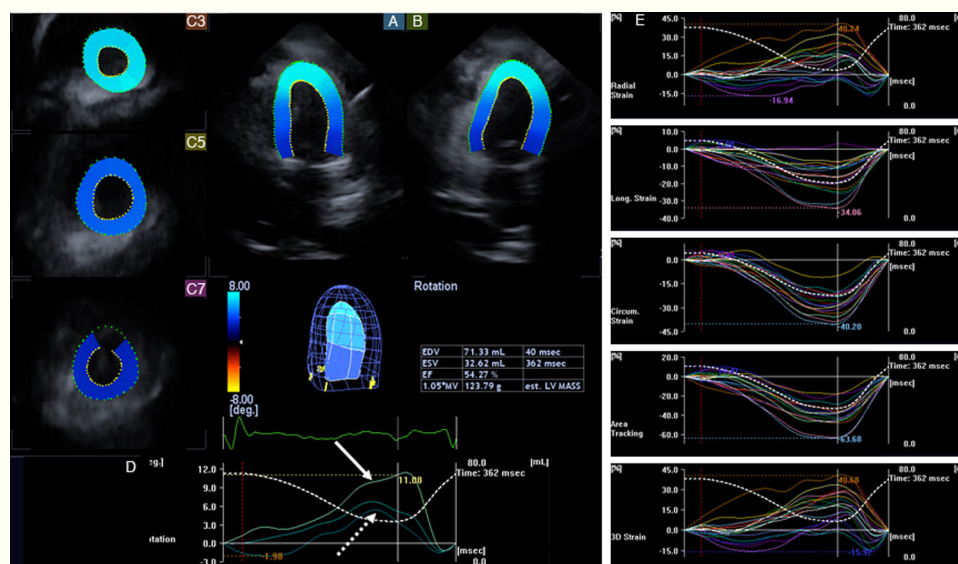 C3
A
B
C5
C7
8.00
-8.00
[deg.]
Rotation
EDV 71.33 mL 40 msec
ESV 32.62 mL 362 msec
EF 54.27 %
1.05*MV 123.79 g est. LV MASS
D
eg.]
[mL]
12.0
80.0
Time: 362 msec
11.08
9.0
6.0
3.0
tation
0.0
[msec]
-1.98
-3.0
0.0
E
[%]
45.0
80.0
40.24
Time: 362 msec
30.0
15.0
0.0
[msec]
Radial
Strain
-15.0
-16.94
0.0
[%]
10.0
80.0
Time: 362 msec
0.0
[msec]
-10.0
-20.0
Long. Strain
-30.0
-34.06
-40.0
0.0
[%]
15.0
80.0
Time: 362 msec
0.0
[msec]
-15.0
Circum.
Strain
-30.0
-40.20
-45.0
0.0
[%]
20.0
80.0
Time: 362 msec
0.0
[msec]
-20.0
-40.0
Area
Tracking
-60.0
-63.68
0.0
[%]
45.0
80.0
40.68
Time: 362 msec
30.0
15.0
0.0
[msec]
3D Strain
-15.0
-15.92
0.0